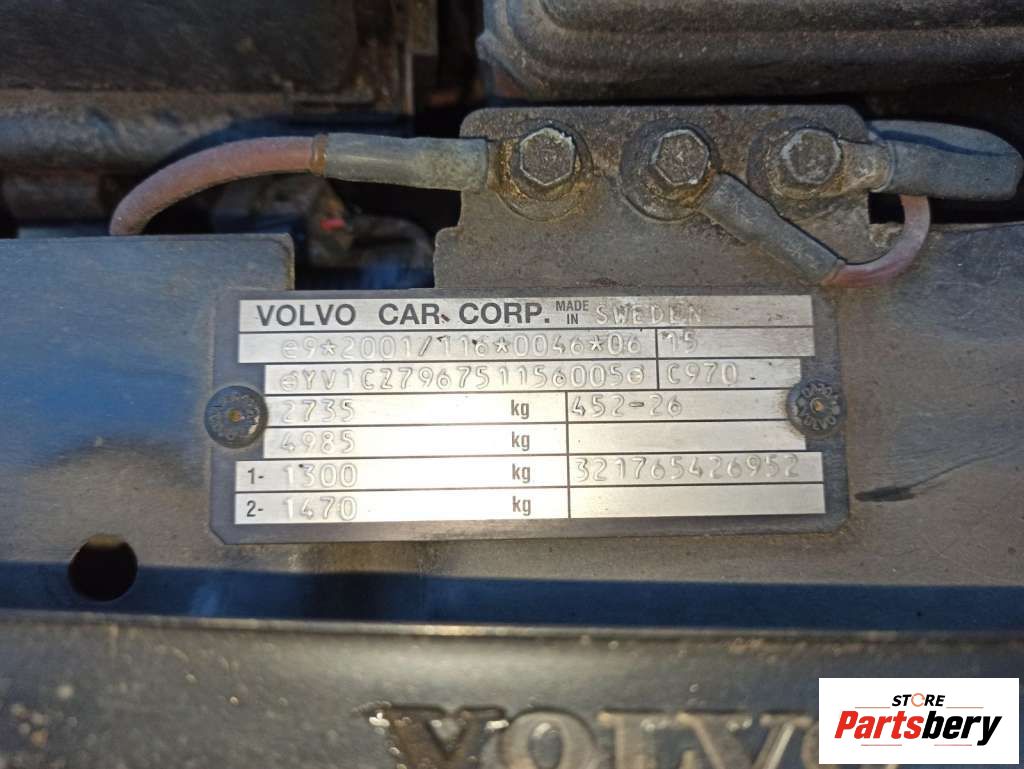 VOLVO CAR CORP. MADE IN SWEDEN
e9*2001/116*0046*06 15
YV1CZ796751156005 C970
2735 kg 452-26
4985 kg
1- 1300 kg 321765426952
2- 1470 kg
VOLVO
STORE
Partsbery